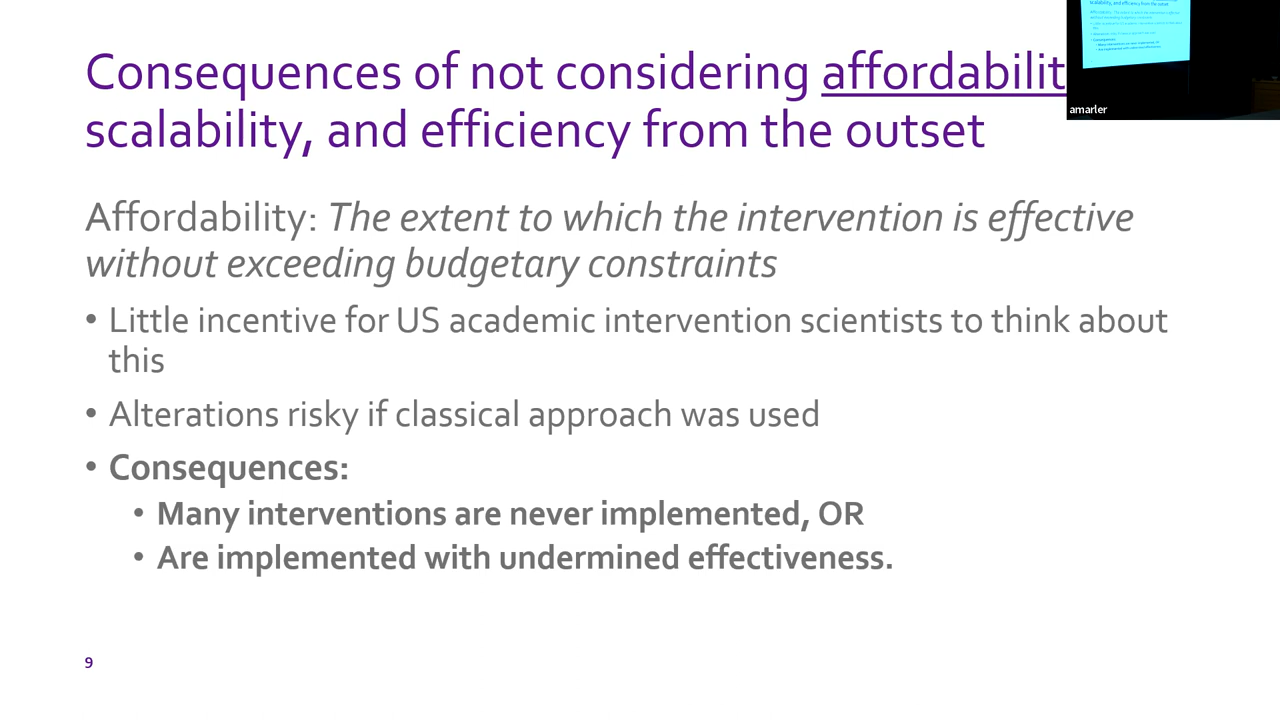 Consequences of not considering affordabilit
scalability, and efficiency from the outset
amarler
Affordability: The extent to which the intervention is effective
without exceeding budgetary constraints
• Little incentive for US academic intervention scientists to think about
this
• Alterations risky if classical approach was used
• Consequences:
• Many interventions are never implemented, OR
• Are implemented with undermined effectiveness.
9